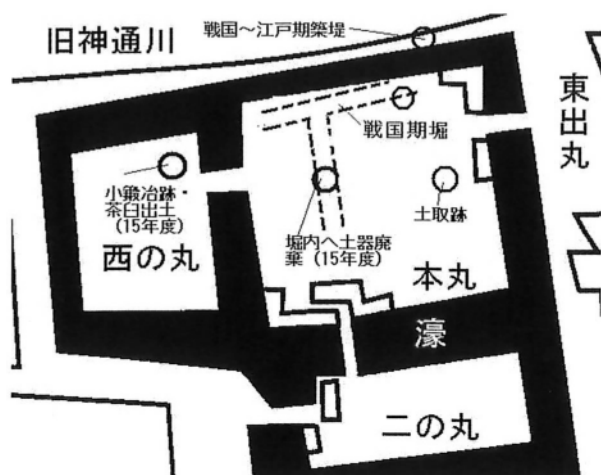 旧神通川
戦国~江戸期築堤
東出丸
戦国期堀
小鍛冶跡・
茶臼出土
(15年度)
土取跡
堀内へ土器廃
棄(15年度)
西の丸
本丸
濠
二の丸